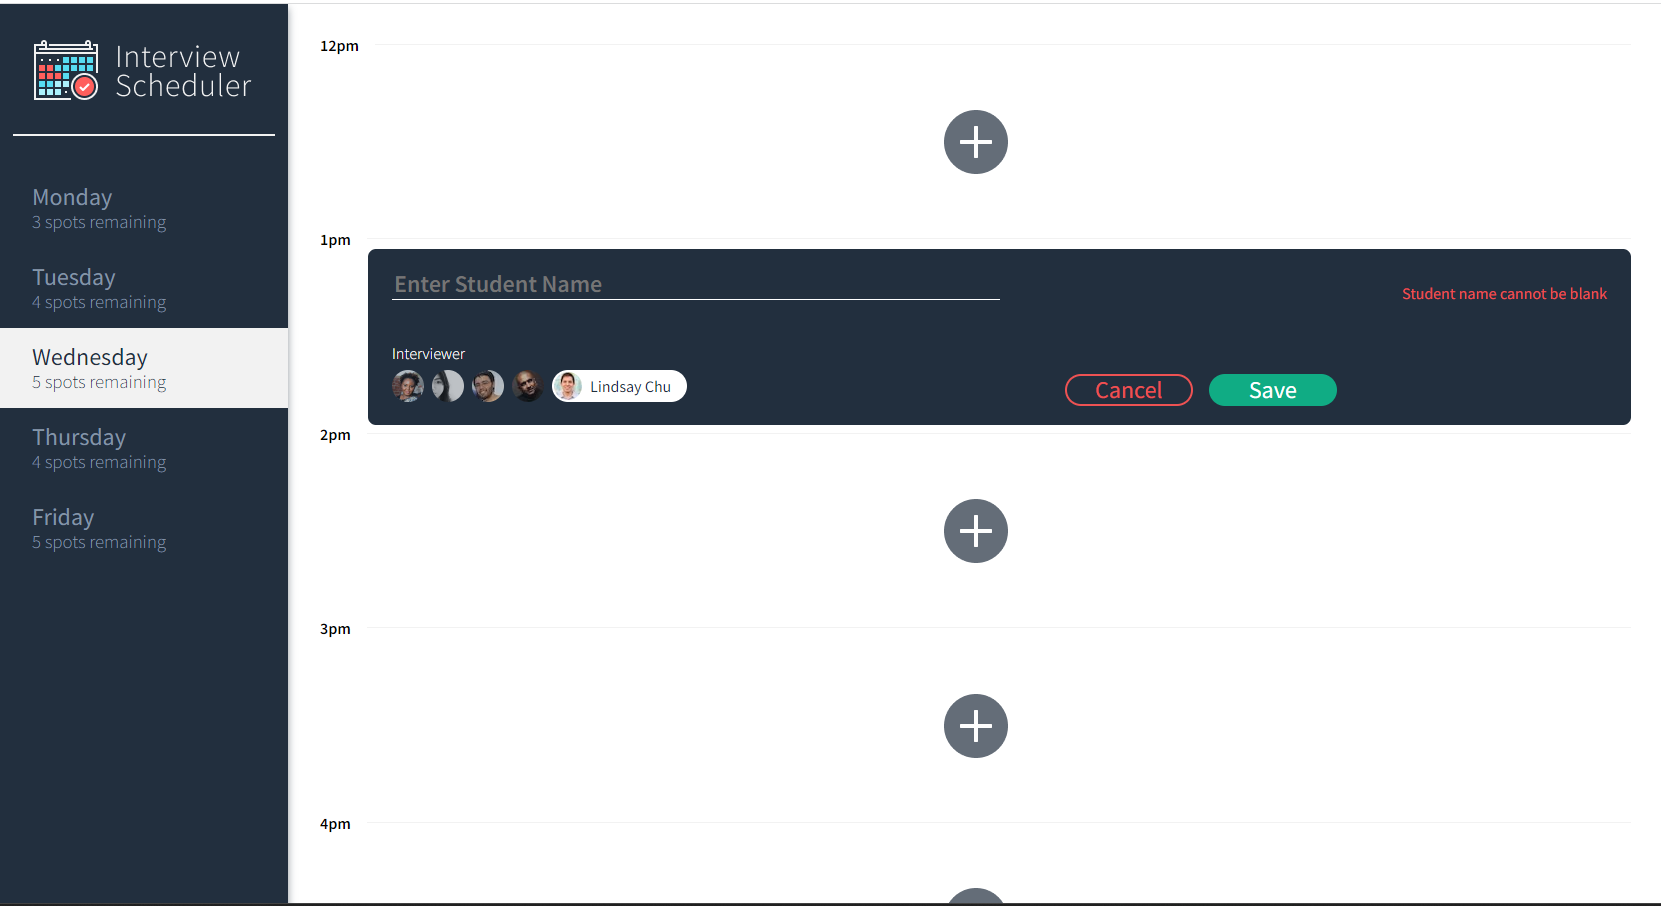 Interview
Scheduler
Monday
3 spots remaining
Tuesday
4 spots remaining
Wednesday
5 spots remaining
Thursday
4 spots remaining
Friday
5 spots remaining
12pm
1pm
Enter Student Name
Student name cannot be blank
Interviewer
Lindsay Chu
Cancel
Save
2pm
3pm
4pm